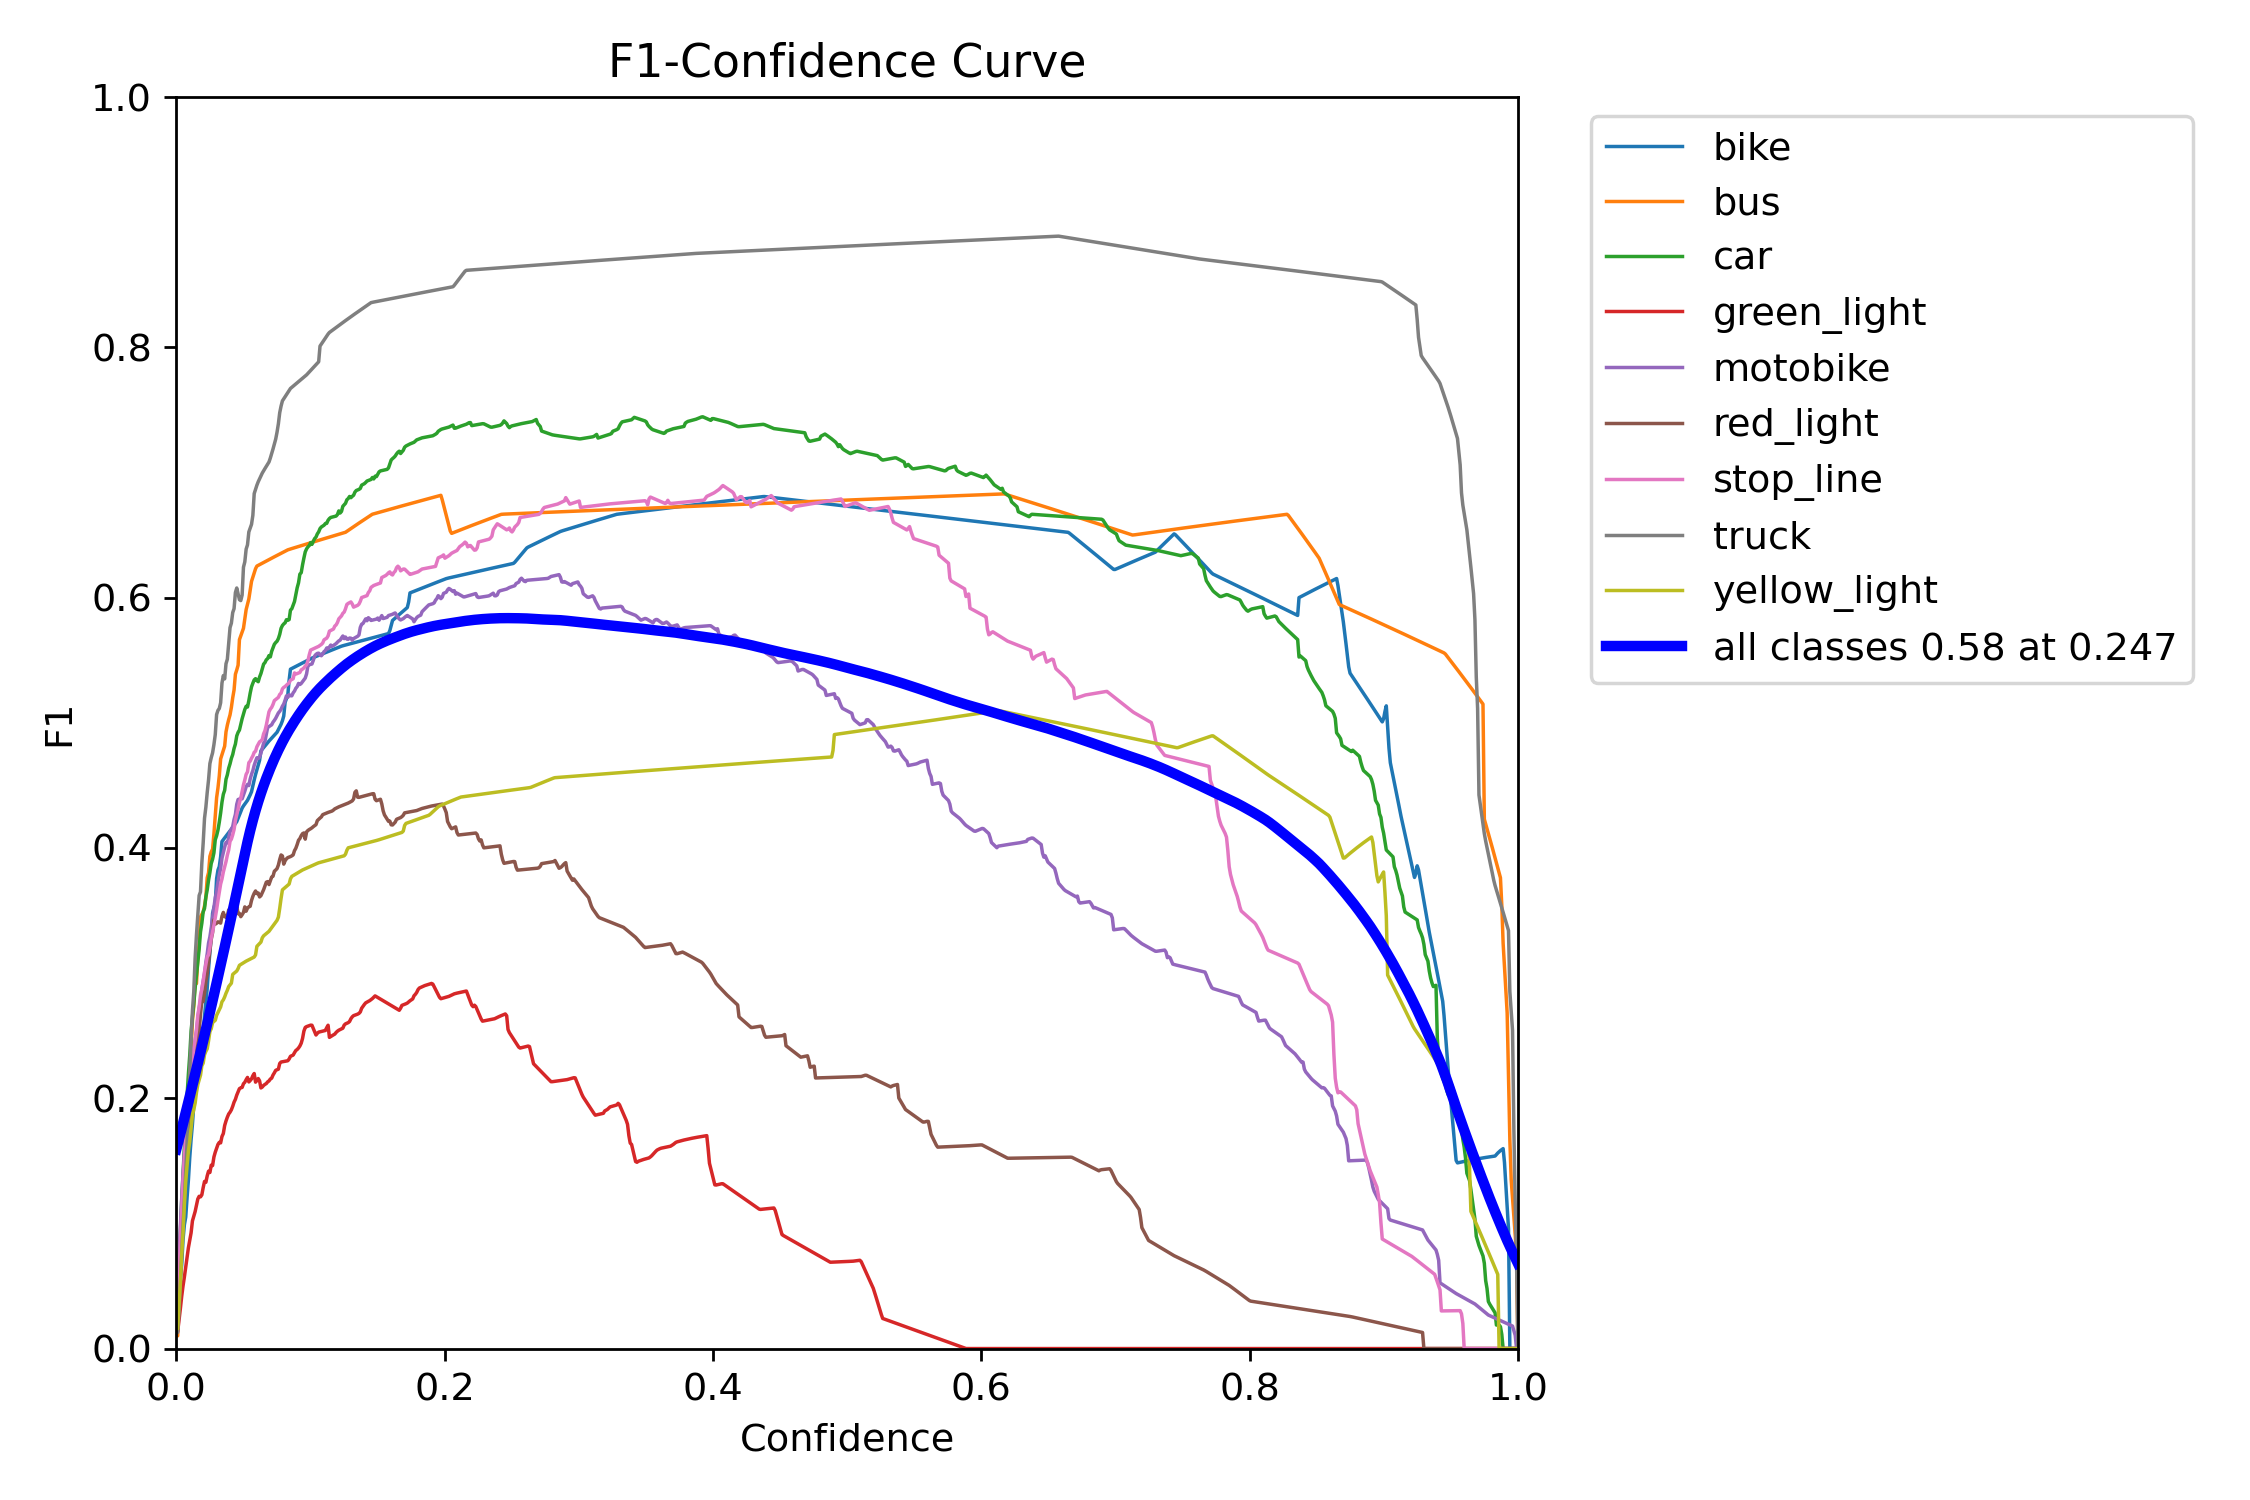 F1-Confidence Curve
1.0
0.8
0.6
0.4
0.2
0.0
F1
0.0 0.2 0.4 0.6 0.8 1.0
Confidence
bike
bus
car
green_light
motobike
red_light
stop_line
truck
yellow_light
all classes 0.58 at 0.247